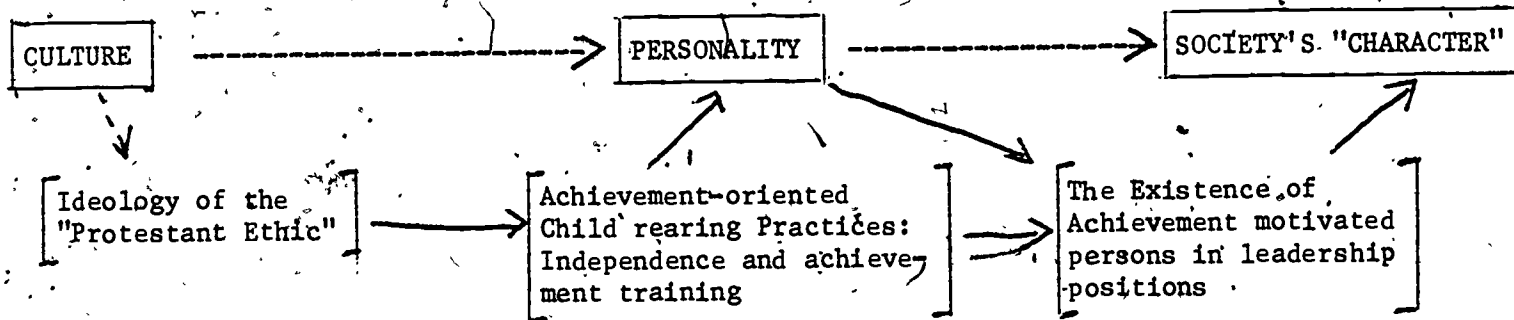 CULTURE
PERSONALITY
SOCIETY'S "CHARACTER"
Ideology of the
"Protestant Ethic"
Achievement-oriented
Child rearing Practices:
Independence and achieve-
ment training
The Existence of
Achievement motivated
persons in leadership
positions